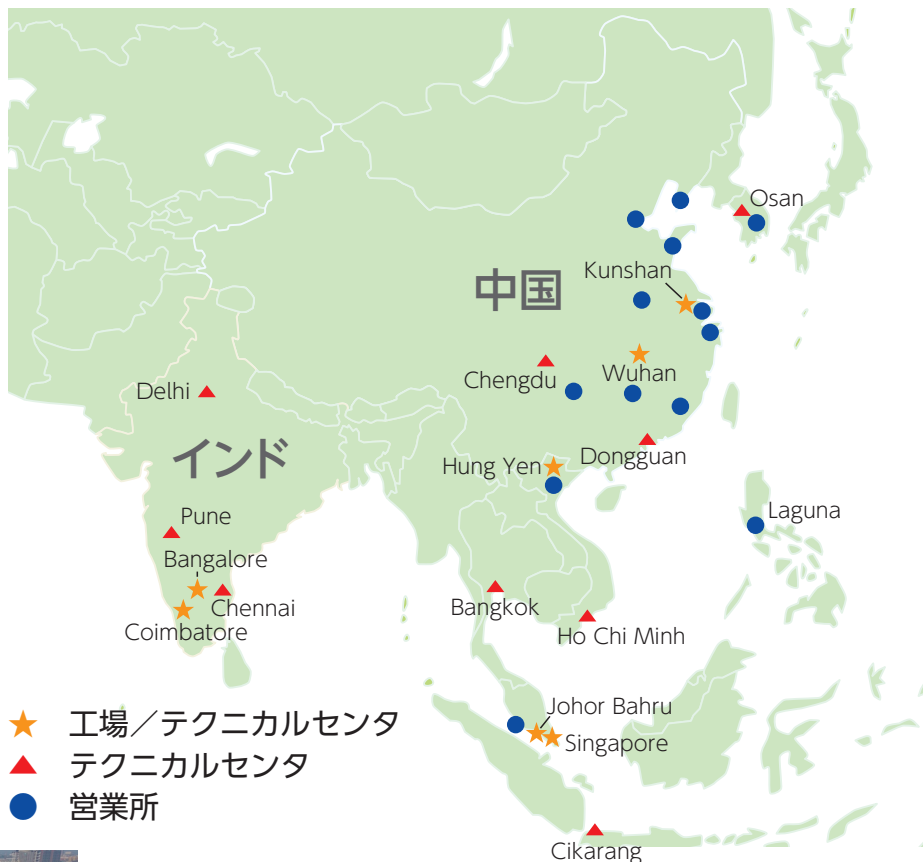 Osan
Kunshan
中国
Chengdu
Wuhan
Delhi
インド
Hung Yen
Dongguan
Laguna
Pune
Bangalore
Chennai
Coimbatore
Bangkok
Ho Chi Minh
Johor Bahru
Singapore
工場／テクニカルセンタ
テクニカルセンタ
営業所
Cikarang